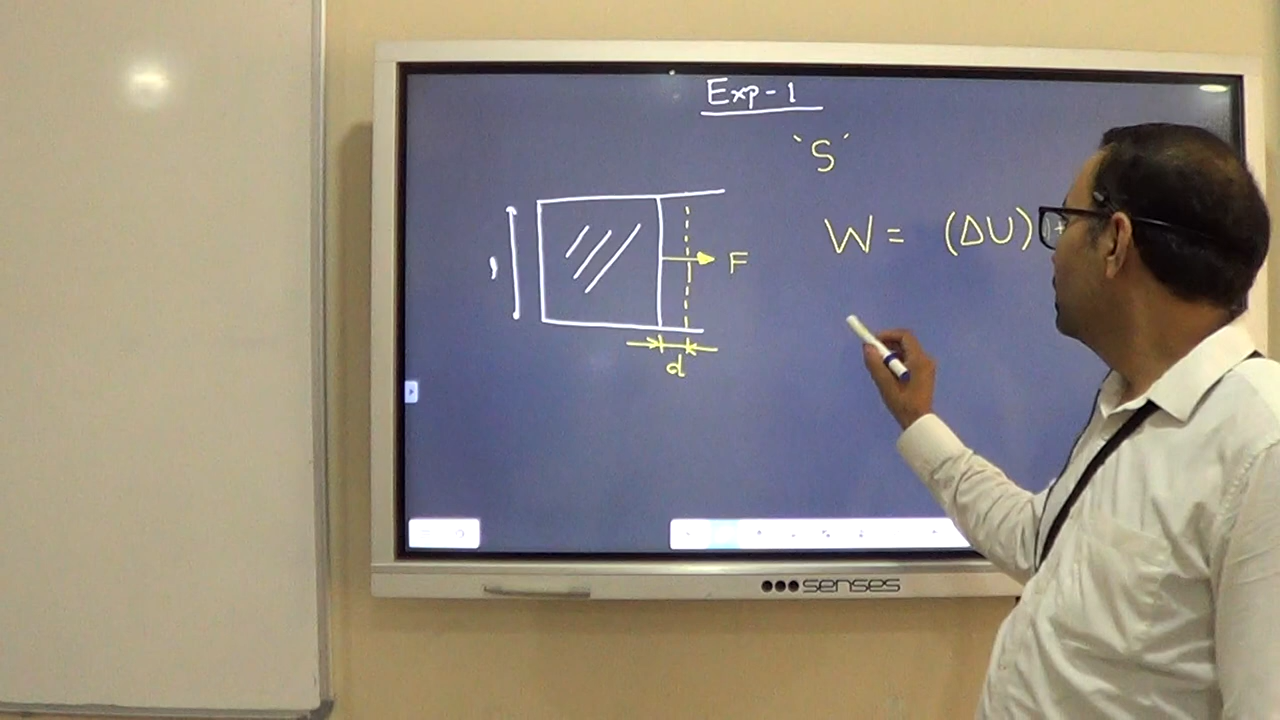 Exp-1
'S'
W = (ΔU)
F
d
senses